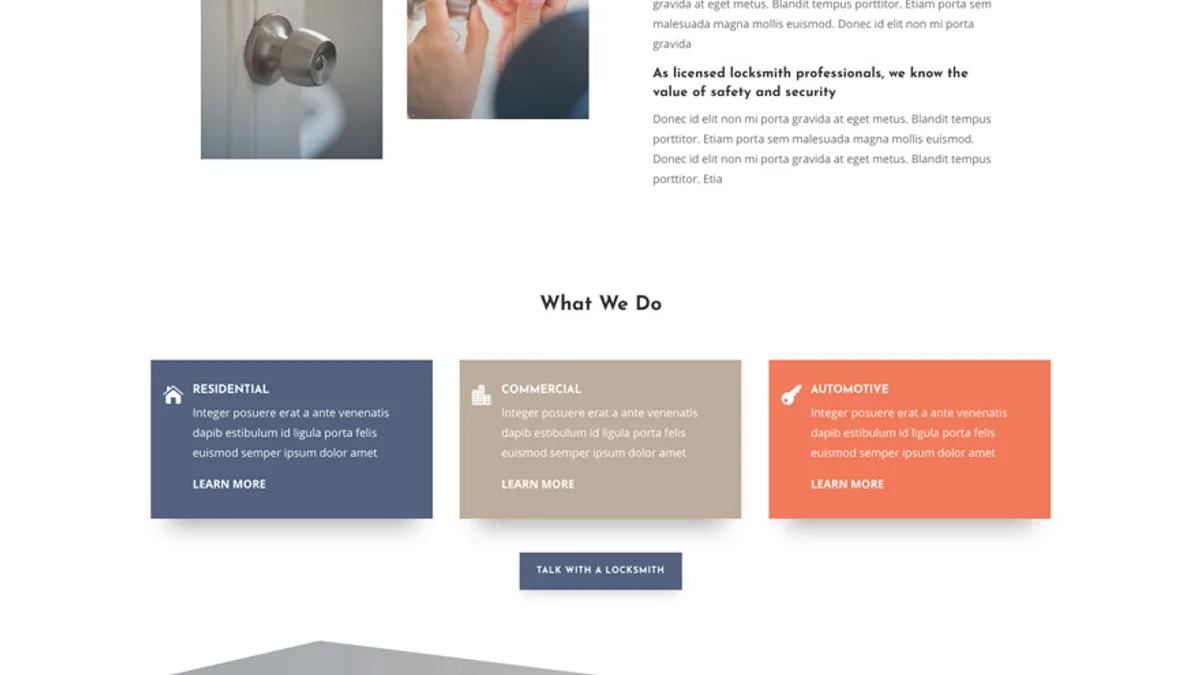 gravida at eget metus. Blandit tempus porttitor. Etiam porta sem
malesuada magna mollis euismod. Donec id elit non mi porta
gravida
As licensed locksmith professionals, we know the
value of safety and security
Donec id elit non mi porta gravida at eget metus. Blandit tempus
porttitor. Etiam porta sem malesuada magna mollis euismod.
Donec id elit non mi porta gravida at eget metus. Blandit tempus
porttitor. Etia
What We Do
RESIDENTIAL
Integer posuere erat a ante venenatis
dapib estibulum id ligula porta felis
euismod semper ipsum dolor amet
LEARN MORE
COMMERCIAL
Integer posuere erat a ante venenatis
dapib estibulum id ligula porta felis
euismod semper ipsum dolor amet
LEARN MORE
AUTOMOTIVE
Integer posuere erat a ante venenatis
dapib estibulum id ligula porta felis
euismod semper ipsum dolor amet
LEARN MORE
TALK WITH A LOCKSMITH